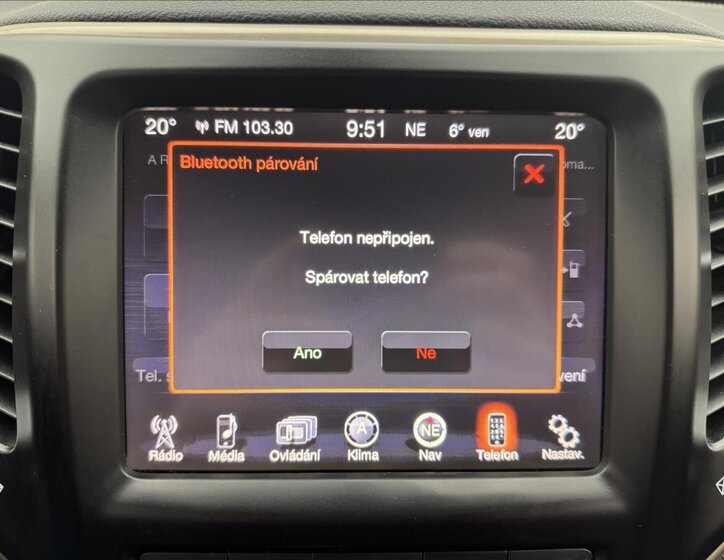 20° FM 103.30 9:51 NE 6° ven 20°
Bluetooth párování
Telefon nepřipojen.
Spárovat telefon?
Ano Ne
Tel.
Rádio Média Ovládání Klima Nav Telefon Nastav.
A NE